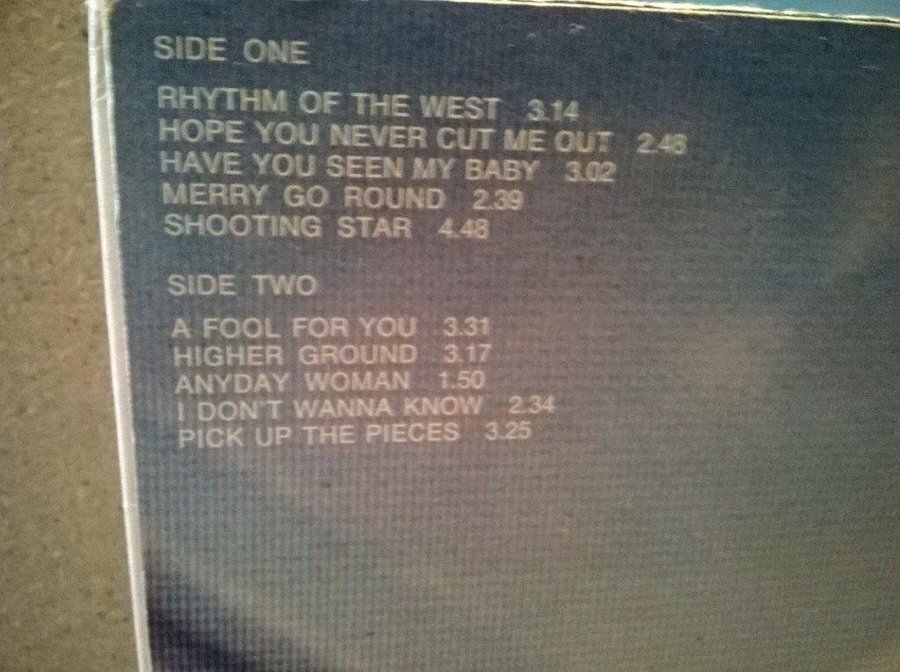 SIDE ONE
RHYTHM OF THE WEST 3.14
HOPE YOU NEVER CUT ME OUT 2.48
HAVE YOU SEEN MY BABY 3.02
MERRY GO ROUND 2.39
SHOOTING STAR 4.48
SIDE TWO
A FOOL FOR YOU 3.31
HIGHER GROUND 3.17
ANYDAY WOMAN 1.50
I DON'T WANNA KNOW 2.34
PICK UP THE PIECES 3.25